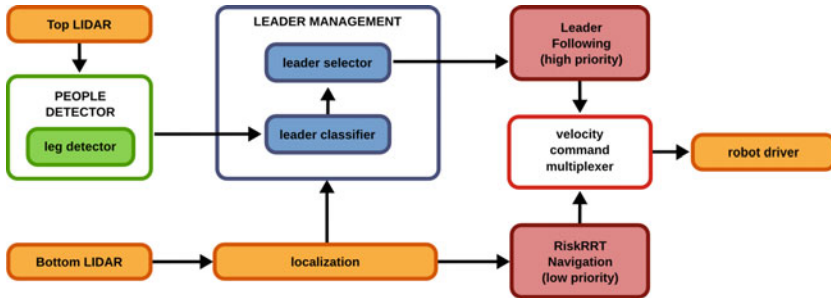 Top LIDAR
PEOPLE
DETECTOR
leg detector
LEADER MANAGEMENT
leader selector
leader classifier
Leader
Following
(high priority)
velocity
command
multiplexer
robot driver
Bottom LIDAR
localization
RiskRRT
Navigation
(low priority)